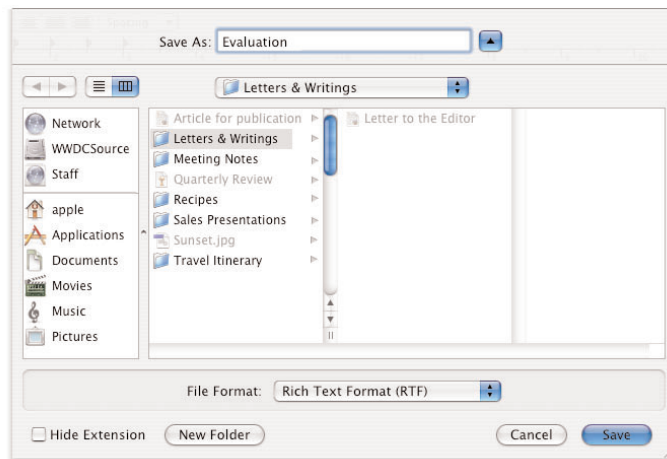 Save As: Evaluation
Letters & Writings
Network
WWDCSource
Staff
apple
Applications
Documents
Movies
Music
Pictures
Article for publication
Letters & Writings
Meeting Notes
Quarterly Review
Recipes
Sales Presentations
Sunset.jpg
Travel Itinerary
Letter to the Editor
File Format: Rich Text Format (RTF)
Hide Extension New Folder Cancel Save